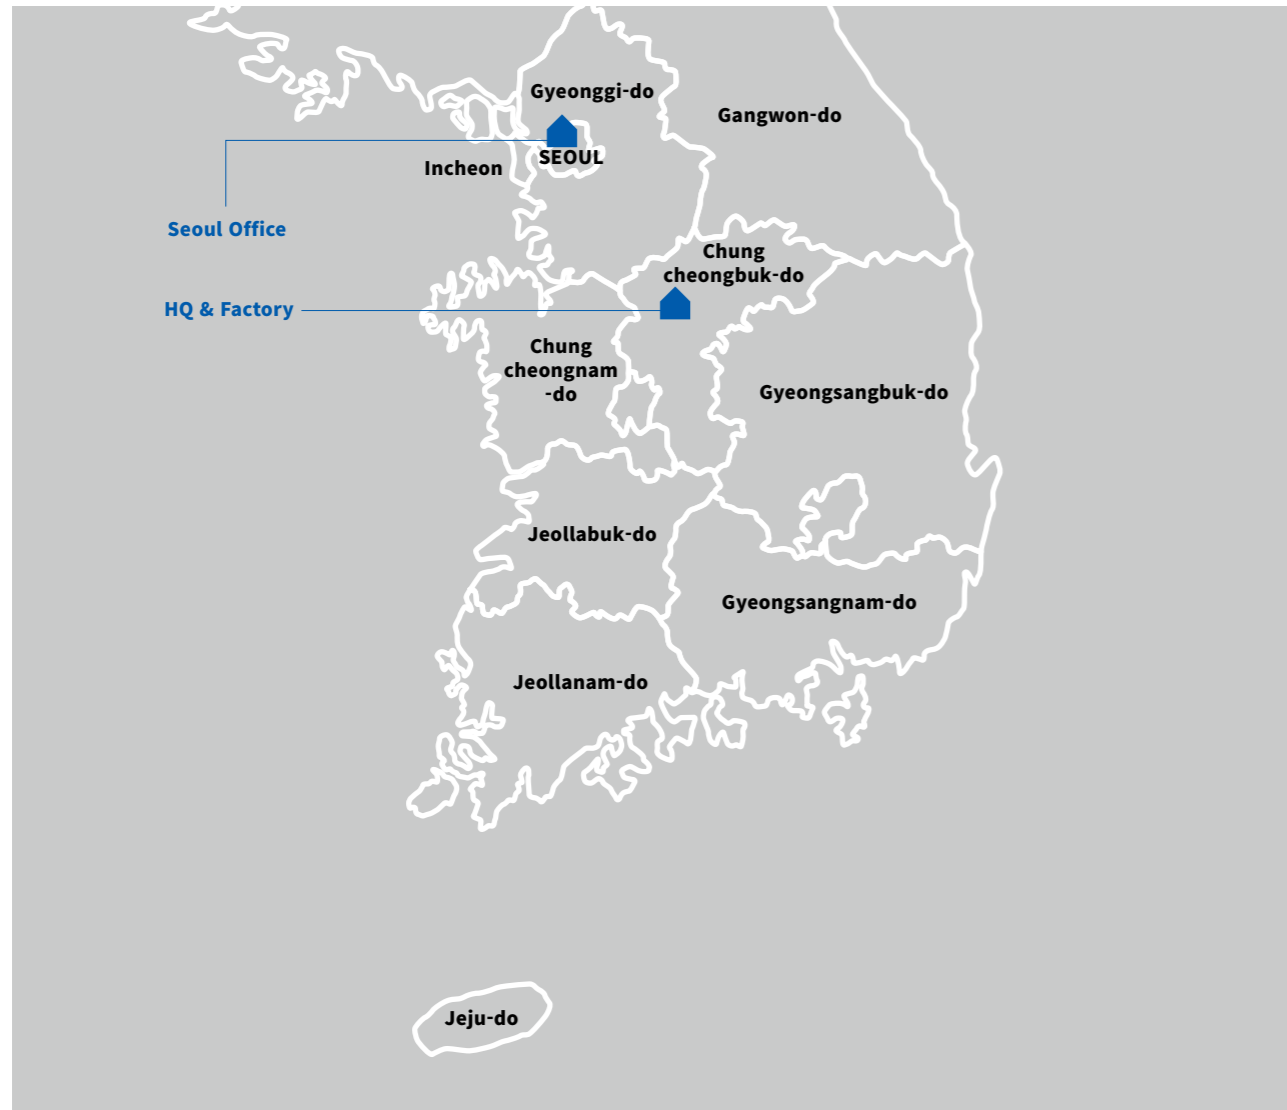 Gyeonggi-do
Gangwon-do
SEOUL
Incheon
Seoul Office
Chung
cheongbuk-do
HQ & Factory
Chung
cheongnam
-do
Gyeongsangbuk-do
Jeollabuk-do
Gyeongsangnam-do
Jeollanam-do
Jeju-do